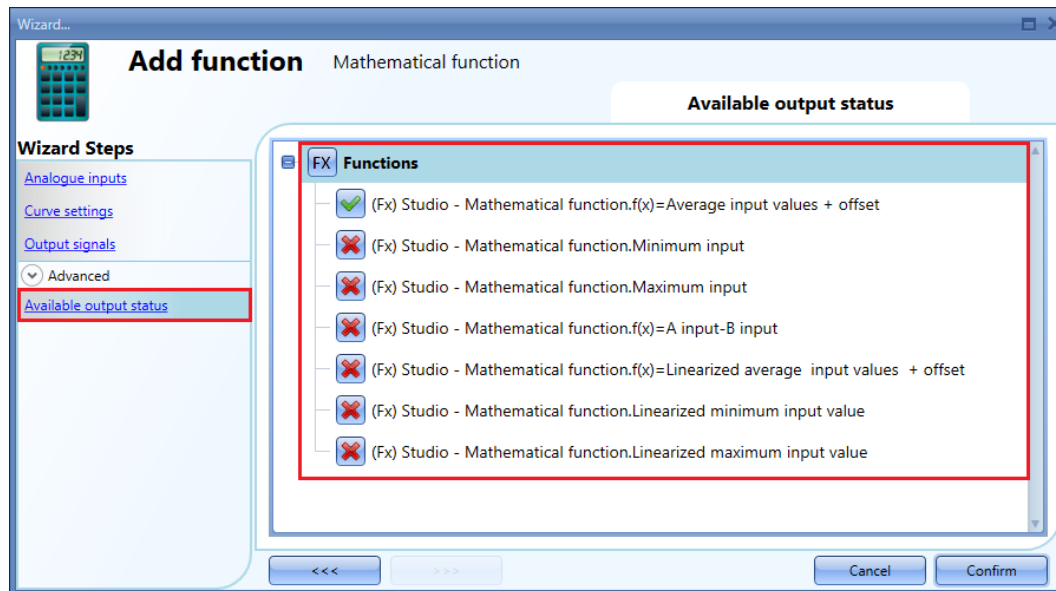 Wizard...
1234
Add function
Mathematical function
Available output status
Wizard Steps
Analogue inputs
Curve settings
Output signals
Advanced
Available output status
FX Functions
(Fx) Studio - Mathematical function.f(x)=Average input values + offset
(Fx) Studio - Mathematical function.Minimum input
(Fx) Studio - Mathematical function.Maximum input
(Fx) Studio - Mathematical function.f(x)=A input-B input
(Fx) Studio - Mathematical function.f(x)=Linearized average  input values  + offset
(Fx) Studio - Mathematical function.Linearized minimum input value
(Fx) Studio - Mathematical function.Linearized maximum input value
<<<
>>>
Cancel
Confirm